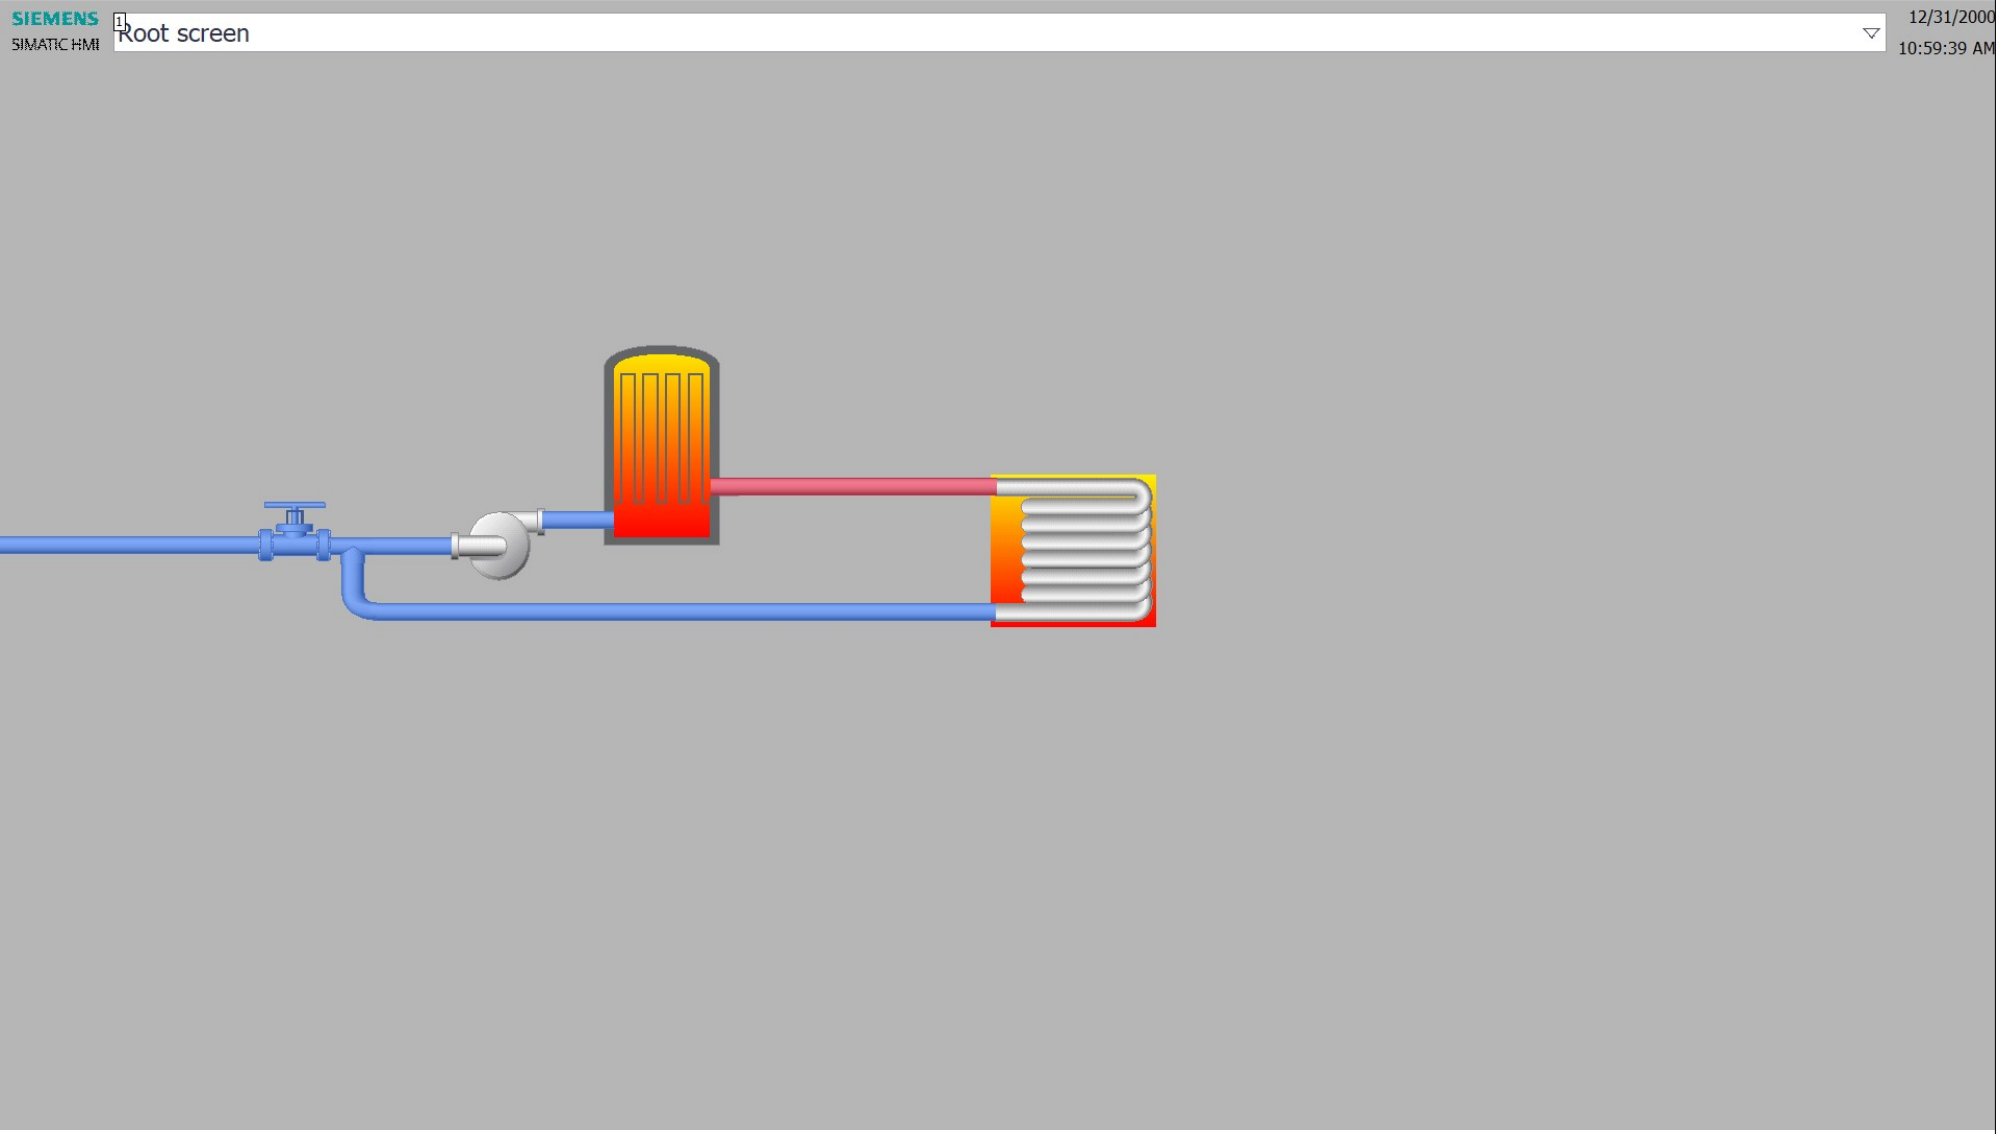 SIEMENS
SIMATIC HMI
1
Root screen
12/31/2000
10:59:39 AM